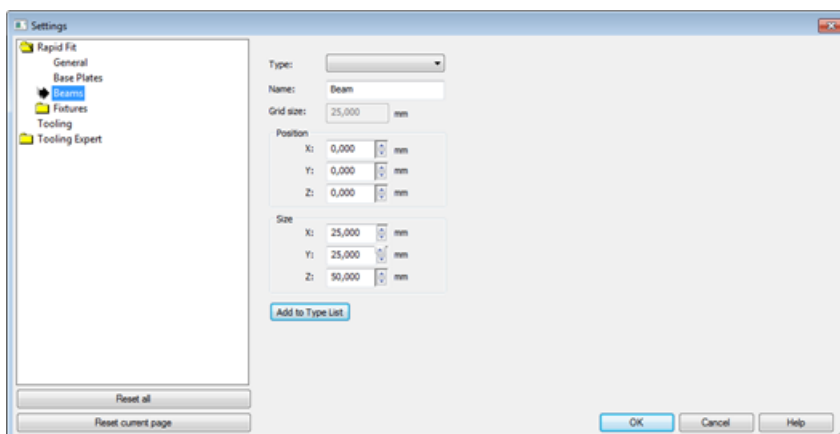 Settings
Rapid Fit
General
Base Plates
Beams
Fixtures
Tooling
Tooling Expert
Reset all
Reset current page
Type:
Name: Beam
Grid size: 25,000 mm
Position
X: 0,000 mm
Y: 0,000 mm
Z: 0,000 mm
Size
X: 25,000 mm
Y: 25,000 mm
Z: 50,000 mm
Add to Type List
OK Cancel Help